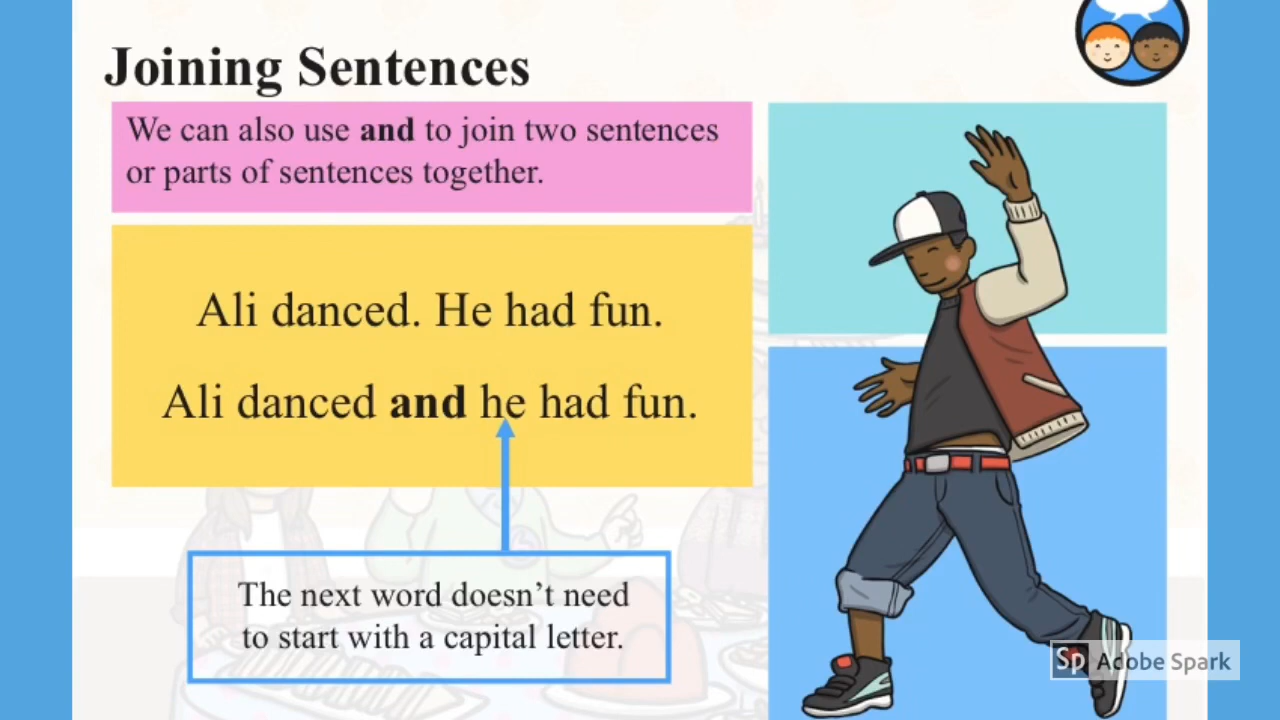 Joining Sentences
We can also use and to join two sentences
or parts of sentences together.
Ali danced. He had fun.
Ali danced and he had fun.
The next word doesn’t need
to start with a capital letter.
Sp Adobe Spark